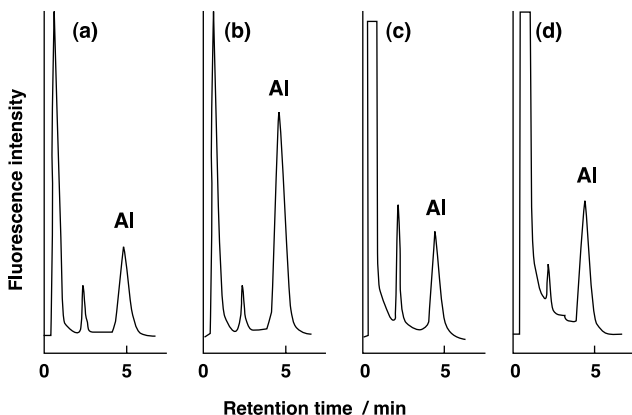 (a)
(b)
(c)
(d)
Al
Al
Al
Al
Fluorescence intensity
0 5 0 5 0 5 0 5
Retention time / min